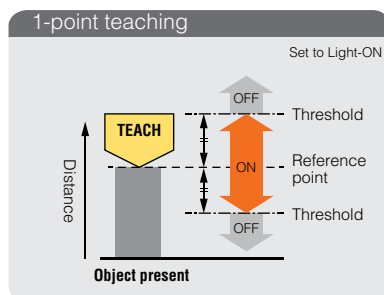 1-point teaching
Set to Light-ON
OFF
Threshold
TEACH
Distance
ON
Reference
point
Threshold
OFF
Object present